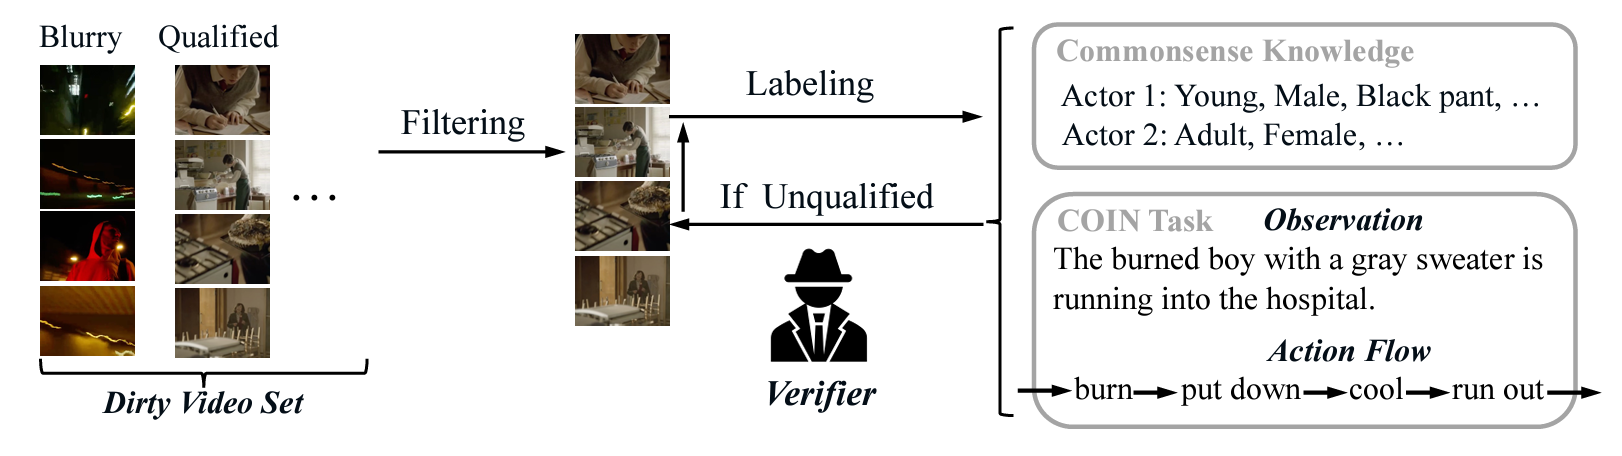 Blurry
Qualified
...
Dirty Video Set
Filtering
Labeling
If Unqualified
Verifier
Commonsense Knowledge
Actor 1: Young, Male, Black pant, ...
Actor 2: Adult, Female, ...
COIN Task
Observation
The burned boy with a gray sweater is
running into the hospital.
Action Flow
burn put down cool run out